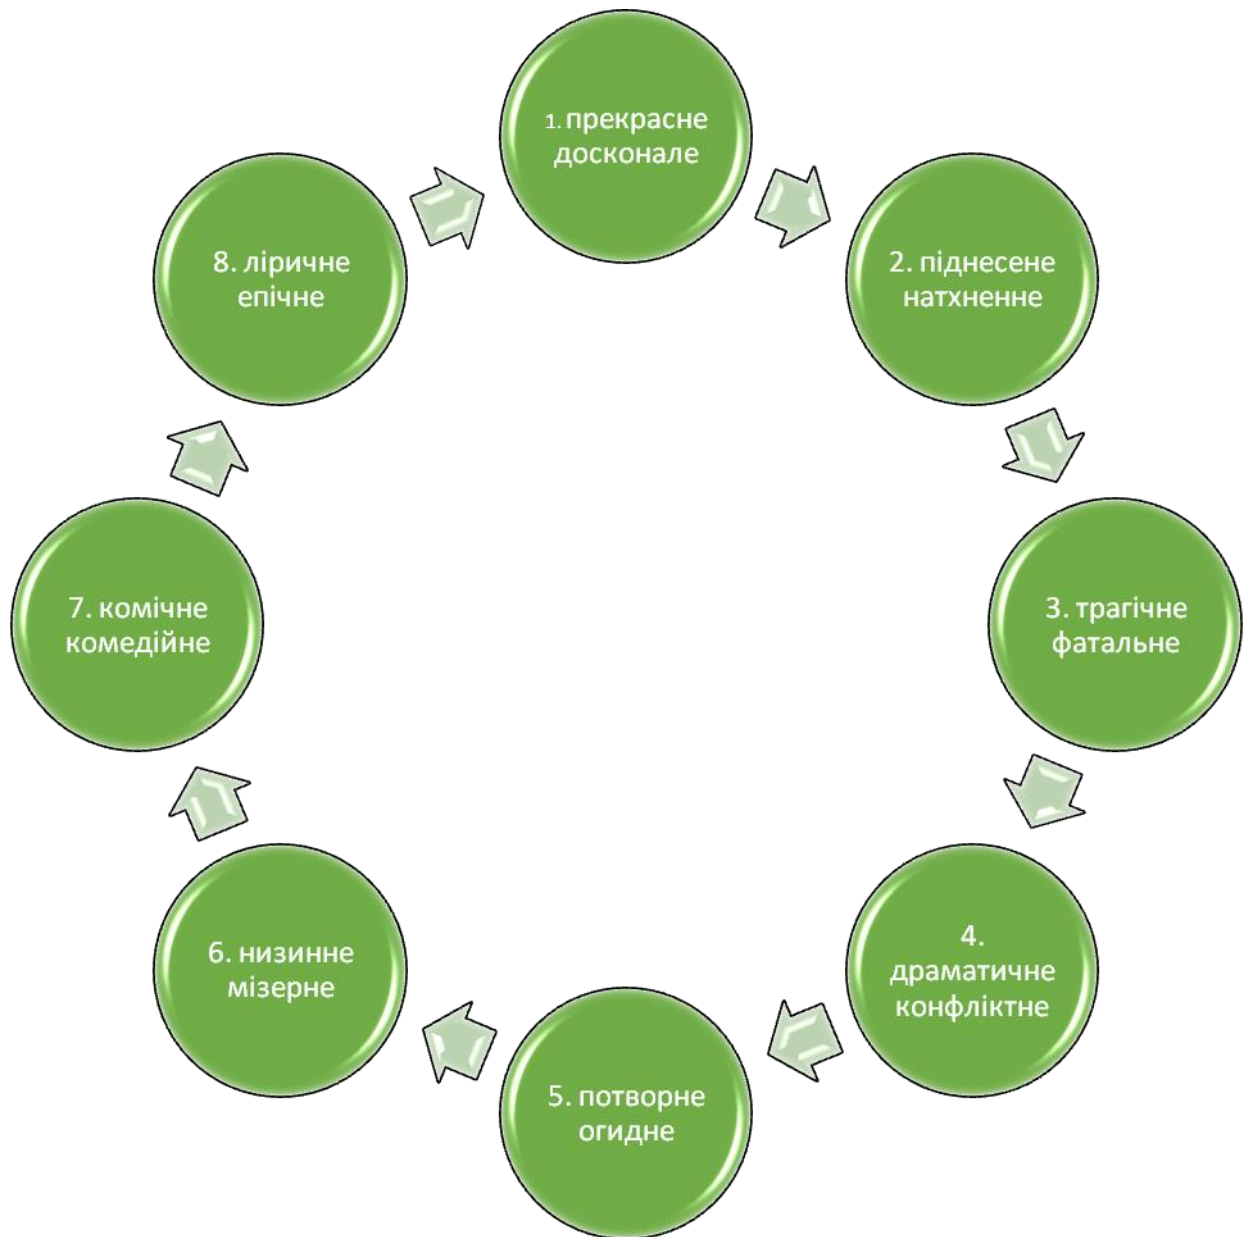 1. прекрасне
досконале
2. піднесене
натхненне
3. трагічне
фатальне
4.
драматичне
конфліктне
5. потворне
огидне
6. низинне
мізерне
7. комічне
комедійне
8. ліричне
епічне